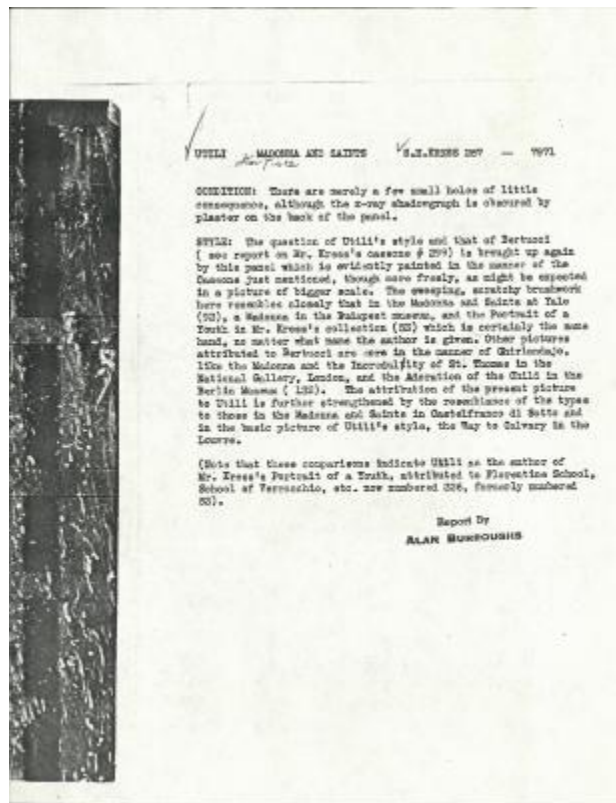 UTILI MADONNA AND SAINTS S.H.KRESS — 7971
CONDITION: There are merely a few small holes of little
consequence, although the x-ray shadowgraph is obscured by
plaster on the back of the panel.
STYLE: The question of Utili's style and that of Bertucci
( see report on Mr. Kress's cassone # 299) is brought up again
by this panel which is evidently painted in the manner of the
Cassone just mentioned, though more freely, as might be expected
in a picture of bigger scale. The sweeping, scratchy brushwork
here resembles closely that in the Madonna and Saints at Yale
a Madonna in the Budapest museum, and the Portrait of a
Youth in Mr. Kress's collection (53) which is certainly the same
hand, no matter what name the author is given. Other pictures
attributed to Bertucci are more in the manner of Ghirlandajo,
like the Madonna and the Incredulity of St. Thomas in the
National Gallery, London, and the Adoration of the Child in the
Berlin Museum ( 132). The attribution of the present picture
to Utili is further strengthened by the resemblance of the types
to those in the Madonna and Saints in Castelfranco di Sotto and
in the basic picture of Utili's style, the Way to Calvary in the
Louvre.
(Note that these comparisons indicate Utili as the author of
Mr. Kress's Portrait of a Youth, attributed to Florentine School,
School of Verrocchio, etc. now numbered 326, formerly numbered
53).
Report By
ALAN BURROUGHS